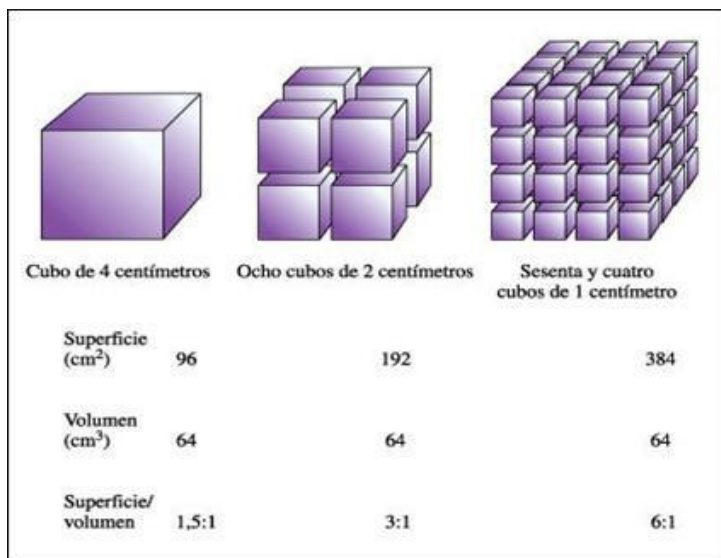 Cubo de 4 centímetros
Ocho cubos de 2 centímetros
Sesenta y cuatro
cubos de 1 centímetro
Superficie
(cm²) 96 192 384
Volumen
(cm³) 64 64 64
Superficie/
volumen 1,5:1 3:1 6:1